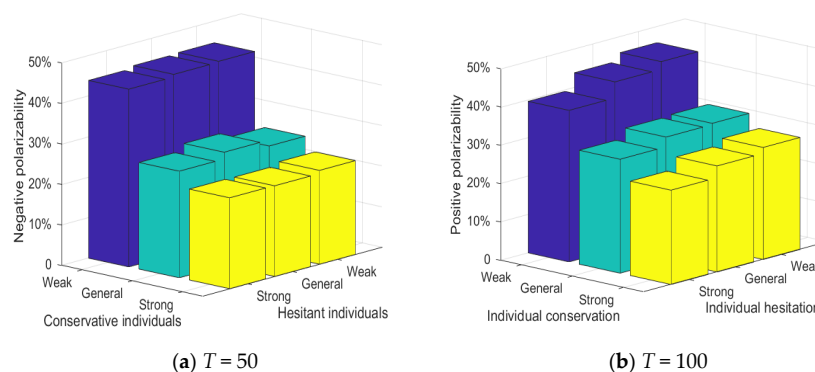 50%
40%
30%
20%
10%
0
Negative polarizability
Weak
General
Strong
Conservative individuals
Strong
General
Weak
Hesitant individuals
(a) T = 50
50%
40%
30%
20%
10%
0
Positive polarizability
Weak
General
Strong
Individual conservation
Strong
General
Wea
Individual hesitation
(b) T = 100